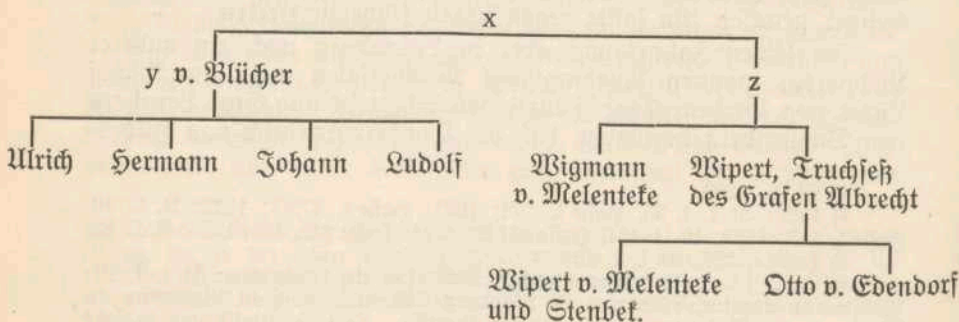 x
y v. Blücher z
Ulrich Hermann Johann Ludolf Wigmann Wipert, Truchseß
v. Melenteke des Grafen Albrecht
Wipert v. Melenteke Otto v. Edendorf
und Stenbek.